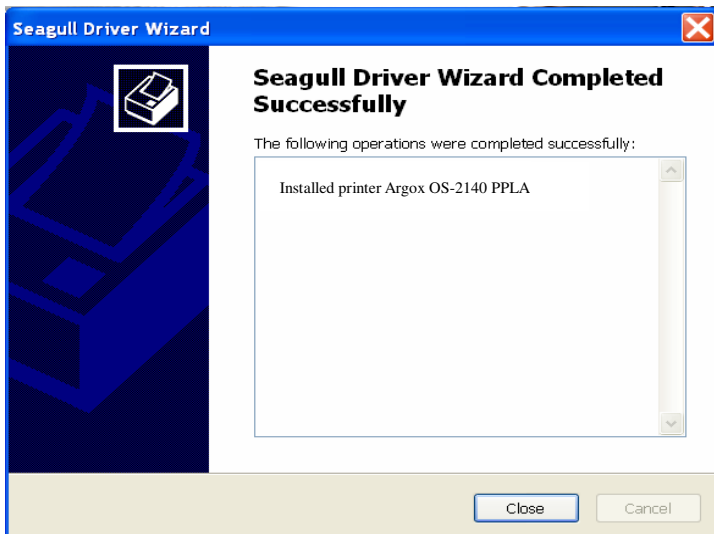 Seagull Driver Wizard
Seagull Driver Wizard Completed
Successfully
The following operations were completed successfully:
Installed printer Argox OS-2140 PPLA
Close
Cancel